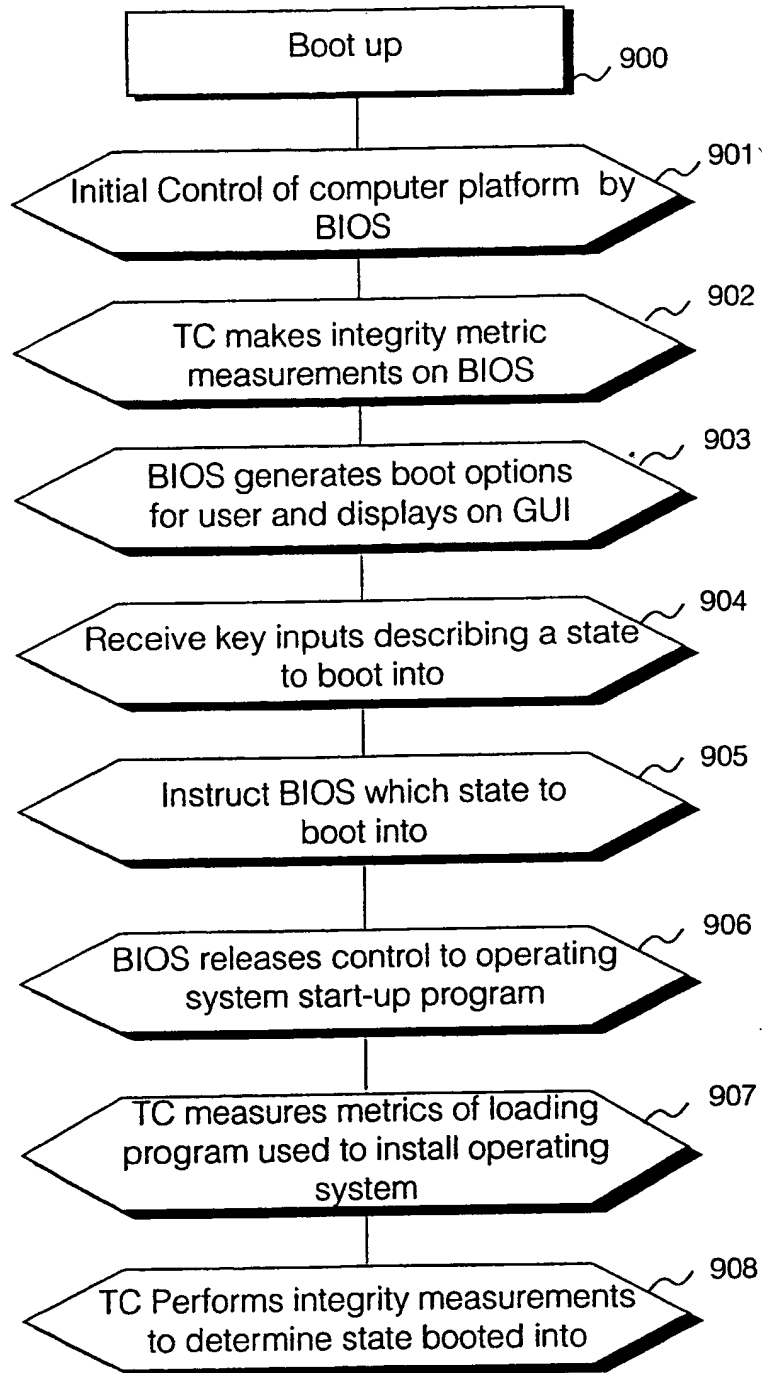 Boot up
900
901
Initial Control of computer platform by
BIOS
902
TC makes integrity metric
measurements on BIOS
903
BIOS generates boot options
for user and displays on GUI
904
Receive key inputs describing a state
to boot into
905
Instruct BIOS which state to
boot into
906
BIOS releases control to operating
system start-up program
907
TC measures metrics of loading
program used to install operating
system
908
TC Performs integrity measurements
to determine state booted into